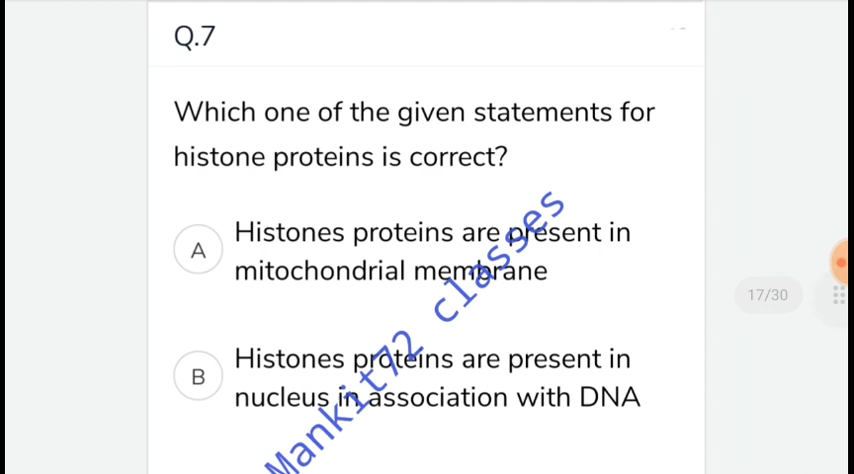 Q.7
Which one of the given statements for
histone proteins is correct?
A
Histones proteins are present in
mitochondrial membrane
B
Histones proteins are present in
nucleus in association with DNA
Mankit72 classes
17/30